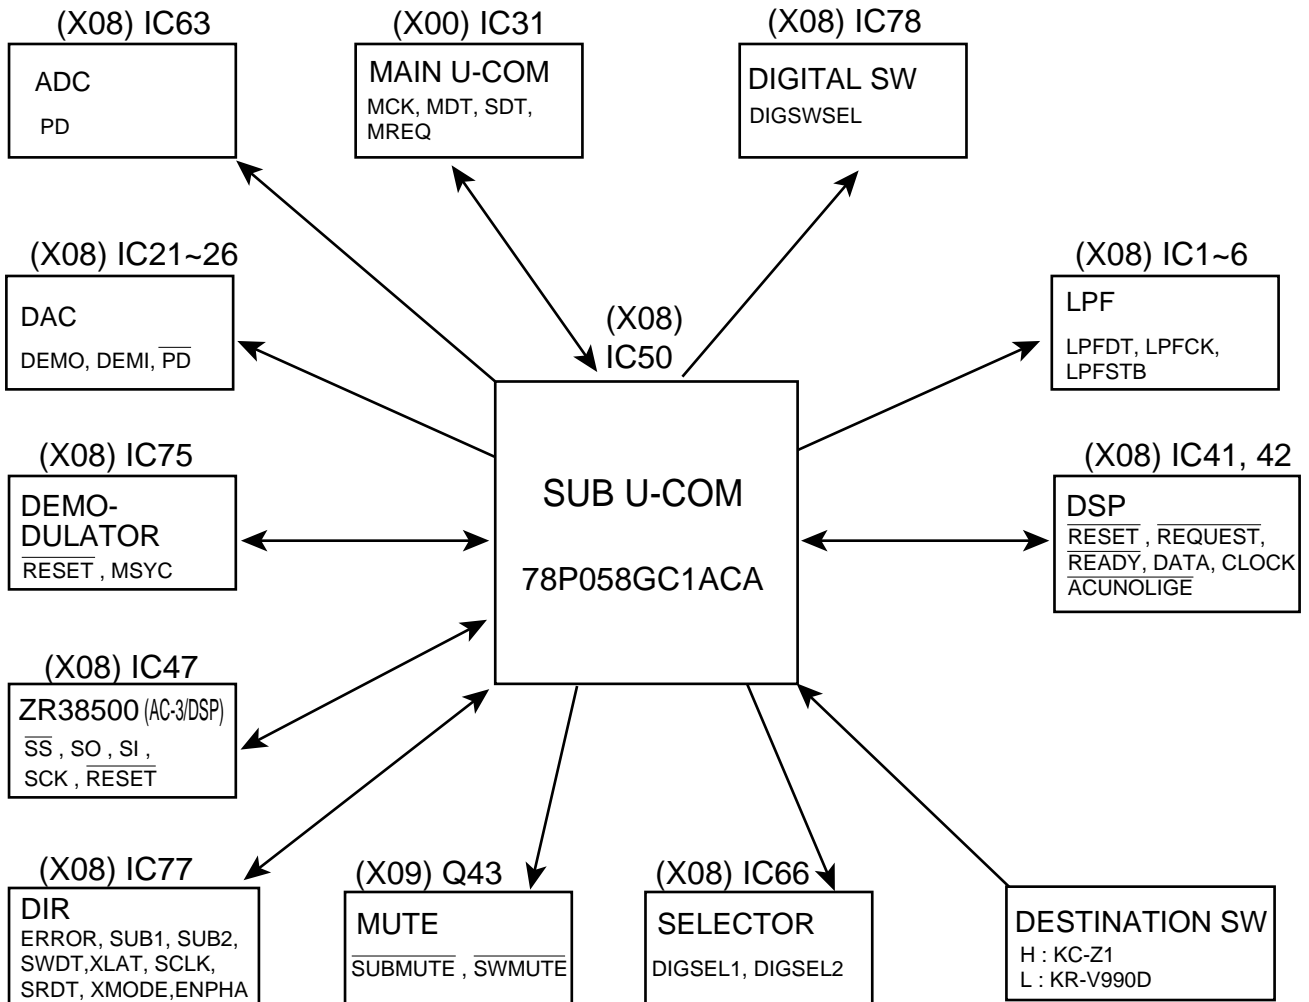 (X08) IC63
ADC
PD
(X00) IC31
MAIN U-COM
MCK, MDT, SDT,
MREQ
(X08) IC78
DIGITAL SW
DIGSWSEL
(X08) IC21~26
DAC
DEMO, DEMI, PD
(X08) IC1~6
LPF
LPFDT, LPFCK,
LPFSTB
(X08)
IC50
SUB U-COM
78P058GC1ACA
(X08) IC75
DEMO-
DULATOR
RESET , MSYC
(X08) IC41, 42
DSP
RESET , REQUEST,
READY, DATA, CLOCK
ACUNOLIGE
(X08) IC47
ZR38500 (AC-3/DSP)
SS , SO , SI ,
SCK , RESET
(X08) IC77
DIR
ERROR, SUB1, SUB2,
SWDT,XLAT, SCLK,
SRDT, XMODE,ENPHA
(X09) Q43
MUTE
SUBMUTE , SWMUTE
(X08) IC66
SELECTOR
DIGSEL1, DIGSEL2
DESTINATION SW
H : KC-Z1
L : KR-V990D